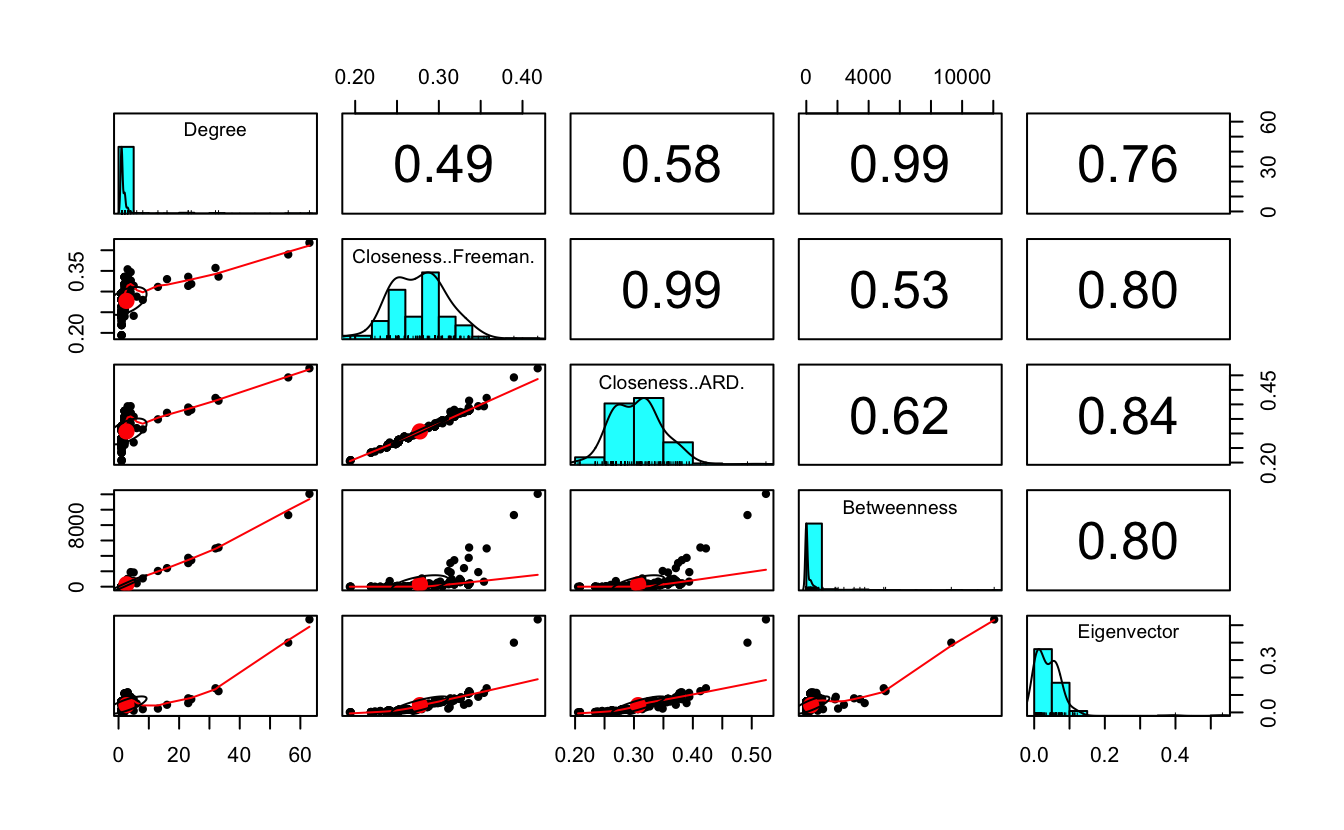 0.20 0.30 0.40 0 4000 10000
Degree 0.49 0.58 0.99 0.76 0 30 60
0.20 0.35 Closeness..Freeman. 0.99 0.53 0.80
Closeness..ARD. 0.62 0.84 0.20 0.45
0 8000 Betweenness 0.80
Eigenvector 0.0 0.3
0 20 40 60 0.20 0.30 0.40 0.50 0.0 0.2 0.4